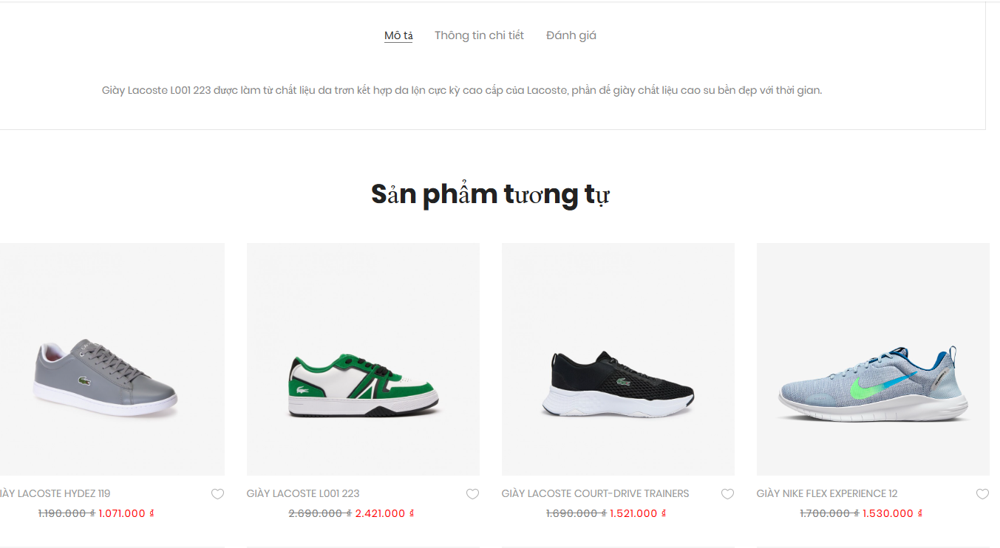 Mô tả Thông tin chi tiết Đánh giá
Giày Lacoste L001 223 được làm từ chất liệu da trơn kết hợp da lộn cực kỳ cao cấp của Lacoste, phần đế giày chất liệu cao su bền đẹp với thời gian.
Sản phẩm tương tự
IÀY LACOSTE HYDEZ 119
1.190.000 ₫ 1.071.000 ₫
GIÀY LACOSTE L001 223
2.690.000 ₫ 2.421.000 ₫
GIÀY LACOSTE COURT-DRIVE TRAINERS
1.690.000 ₫ 1.521.000 ₫
GIÀY NIKE FLEX EXPERIENCE 12
1.700.000 ₫ 1.530.000 ₫